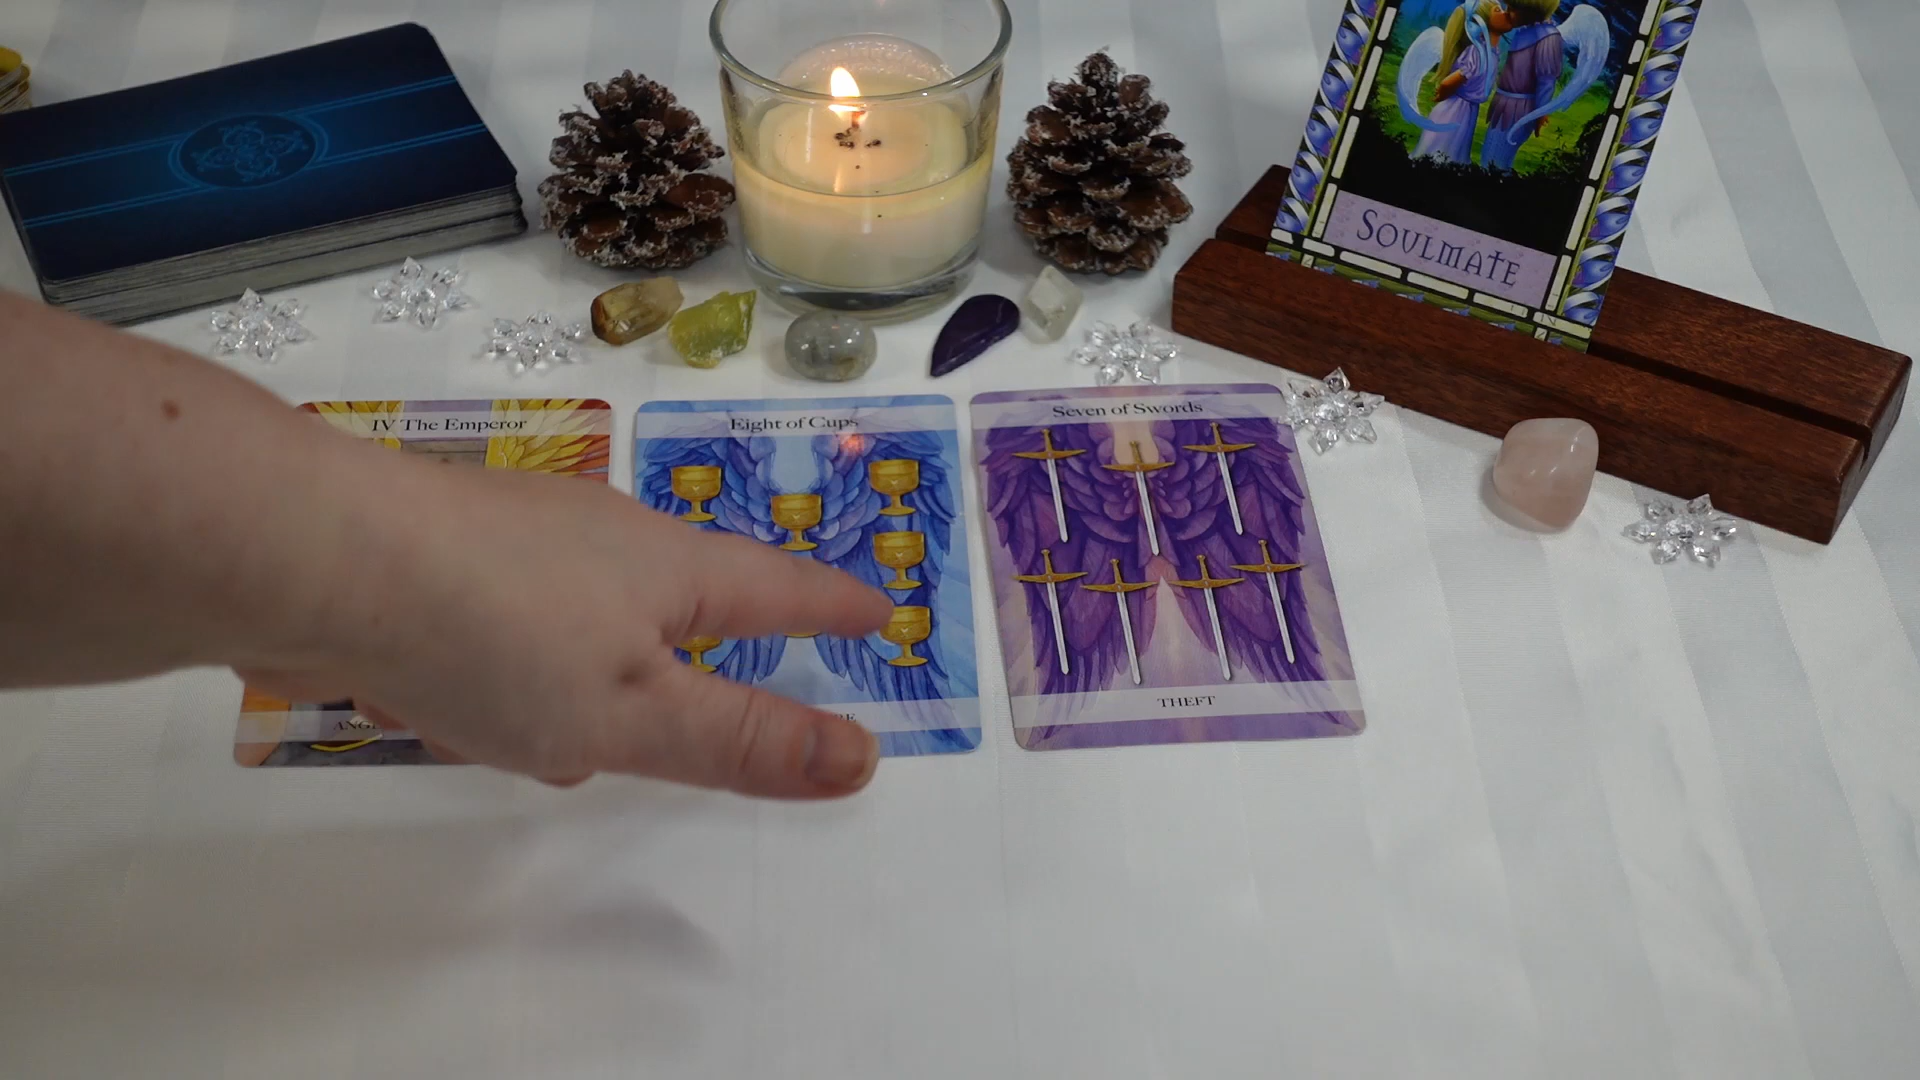 SOULMATE
IV The Emperor
Eight of Cups
Seven of Swords
THEFT